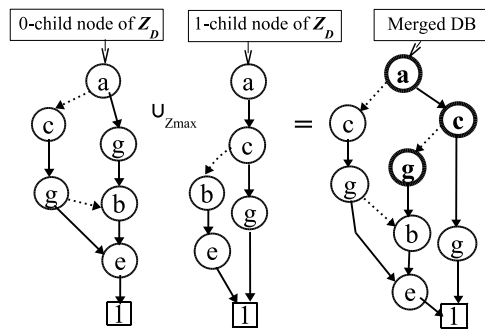 0-child node of Z_D
1-child node of Z_D
Merged DB
a
c
g
g
b
e
1
∪Zmax
a
c
b
g
e
1
=
a
c
c
g
g
b
g
e
1